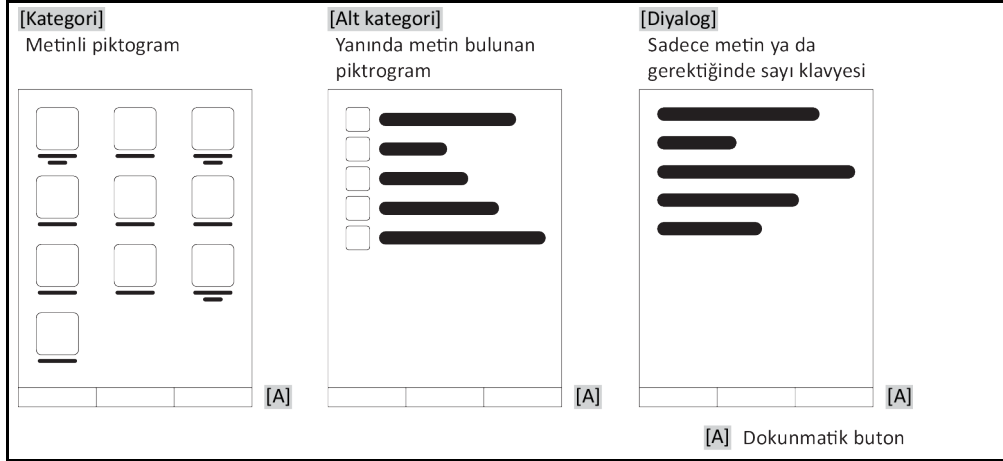 [Kategori]
Metinli piktogram
[Alt kategori]
Yanında metin bulunan
piktrogram
[Diyalog]
Sadece metin ya da
gerektiğinde sayı klavyesi
[A]
[A]
[A]
[A] Dokunmatik buton